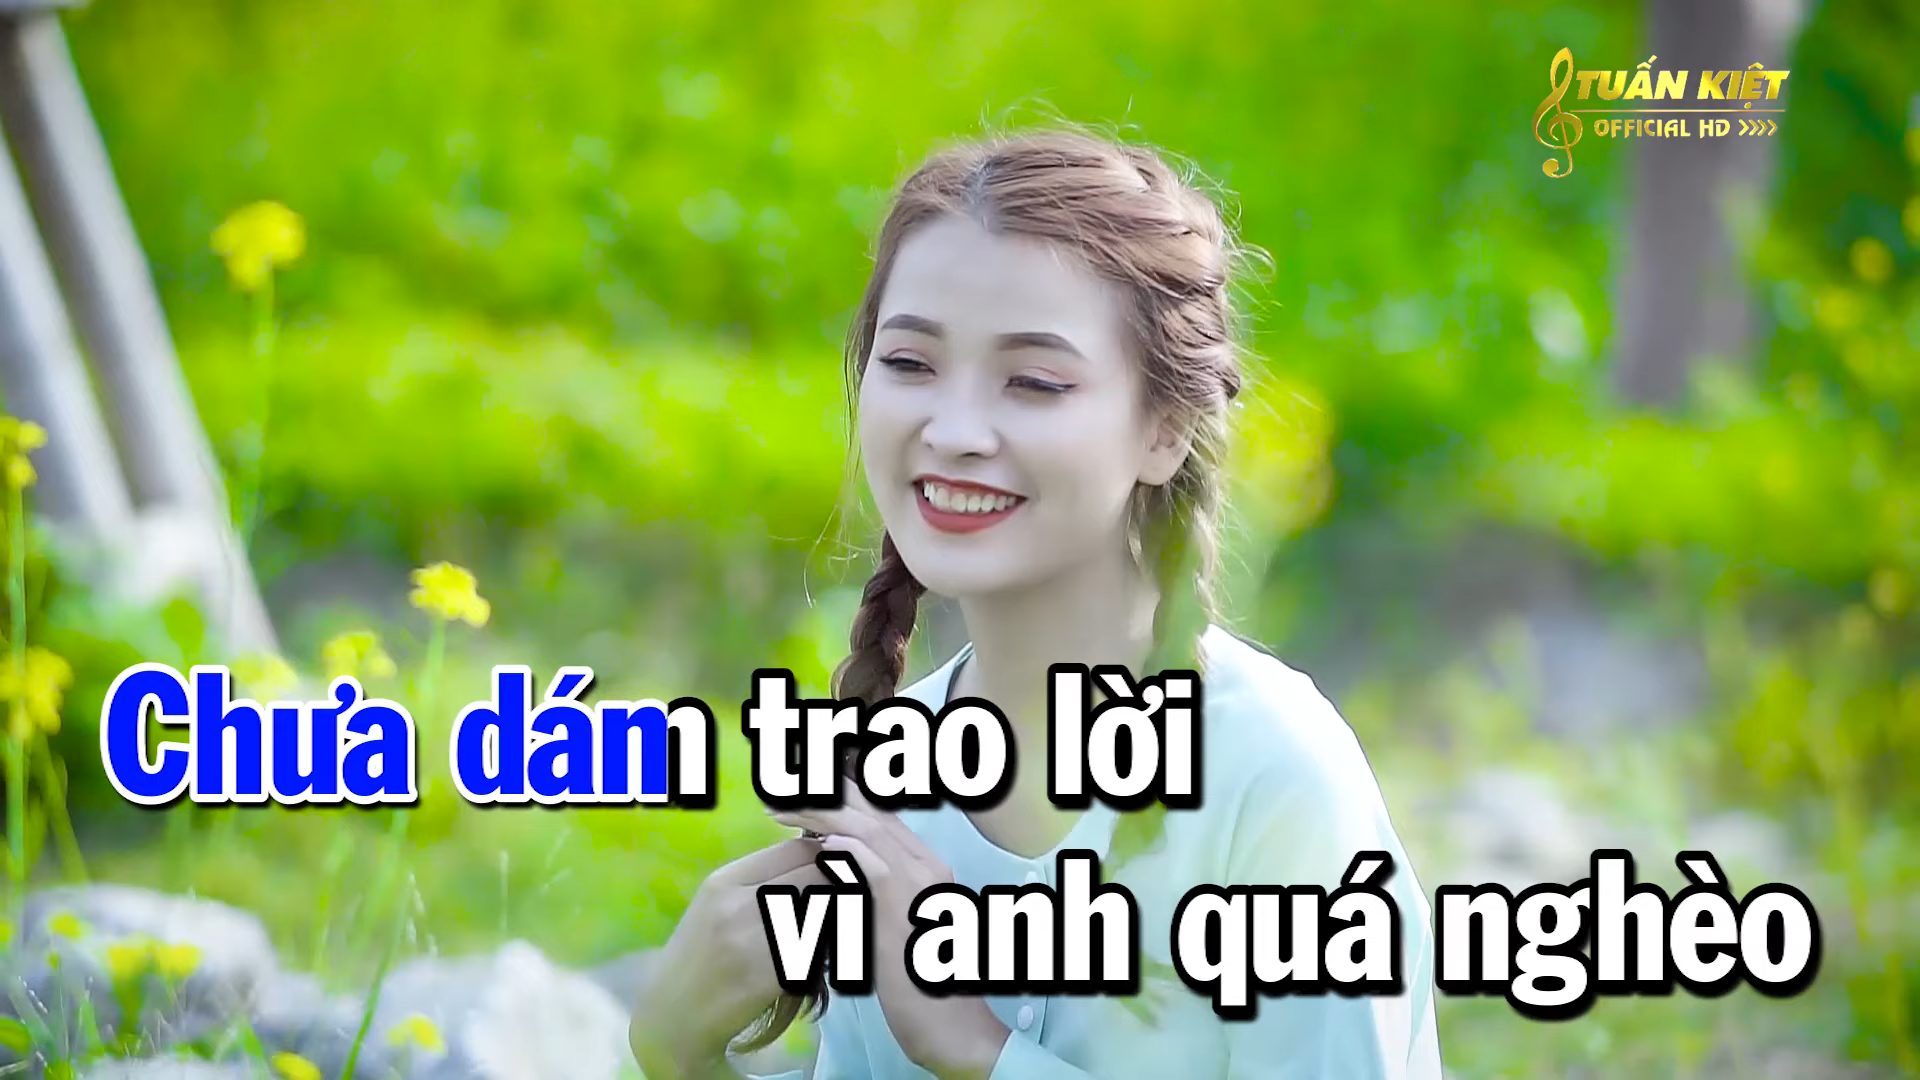 TUẤN KIỆT
OFFICIAL HD >>>>
Chưa dám trao lời
vì anh quá nghèo